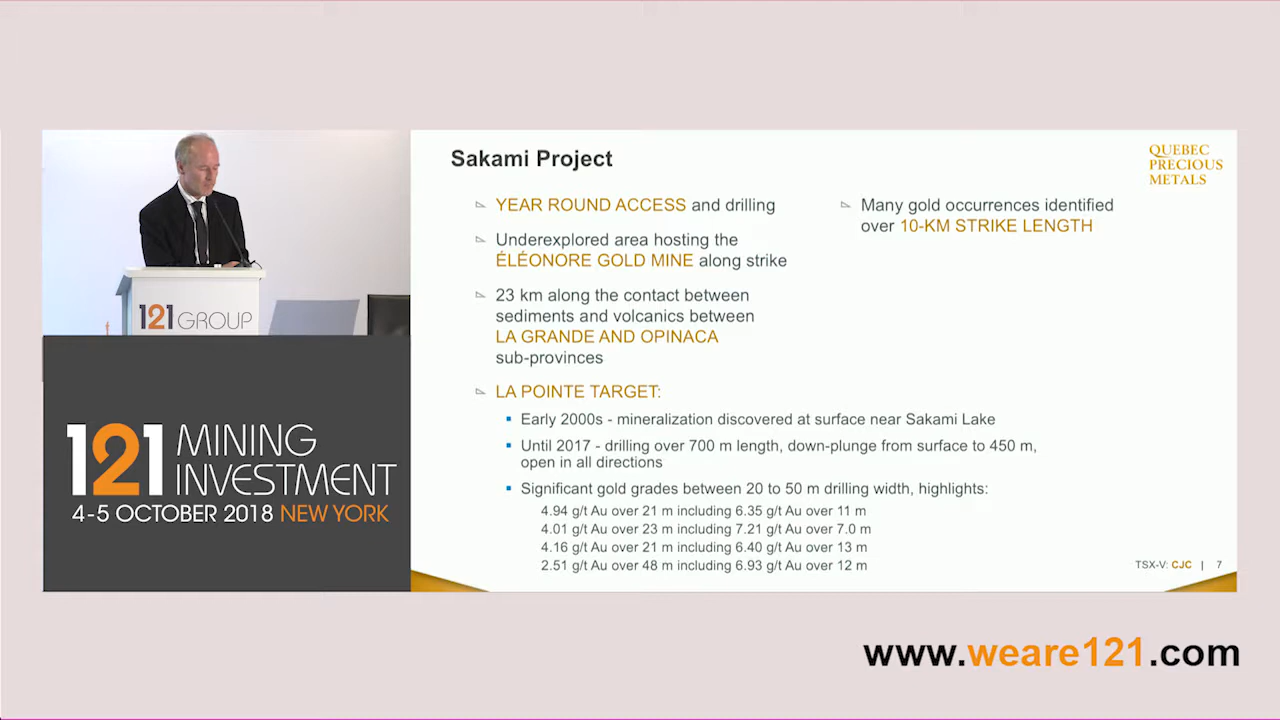 121 GROUP
121 MINING
INVESTMENT
4-5 OCTOBER 2018 NEW YORK
Sakami Project
QUEBEC
PRECIOUS
METALS
YEAR ROUND ACCESS and drilling
Underexplored area hosting the
ÉLÉONORE GOLD MINE along strike
23 km along the contact between
sediments and volcanics between
LA GRANDE AND OPINACA
sub-provinces
LA POINTE TARGET:
Early 2000s - mineralization discovered at surface near Sakami Lake
Until 2017 - drilling over 700 m length, down-plunge from surface to 450 m,
open in all directions
Significant gold grades between 20 to 50 m drilling width, highlights:
4.94 g/t Au over 21 m including 6.35 g/t Au over 11 m
4.01 g/t Au over 23 m including 7.21 g/t Au over 7.0 m
4.16 g/t Au over 21 m including 6.40 g/t Au over 13 m
2.51 g/t Au over 48 m including 6.93 g/t Au over 12 m
Many gold occurrences identified
over 10-KM STRIKE LENGTH
TSX-V: CJC | 7
www.weare121.com